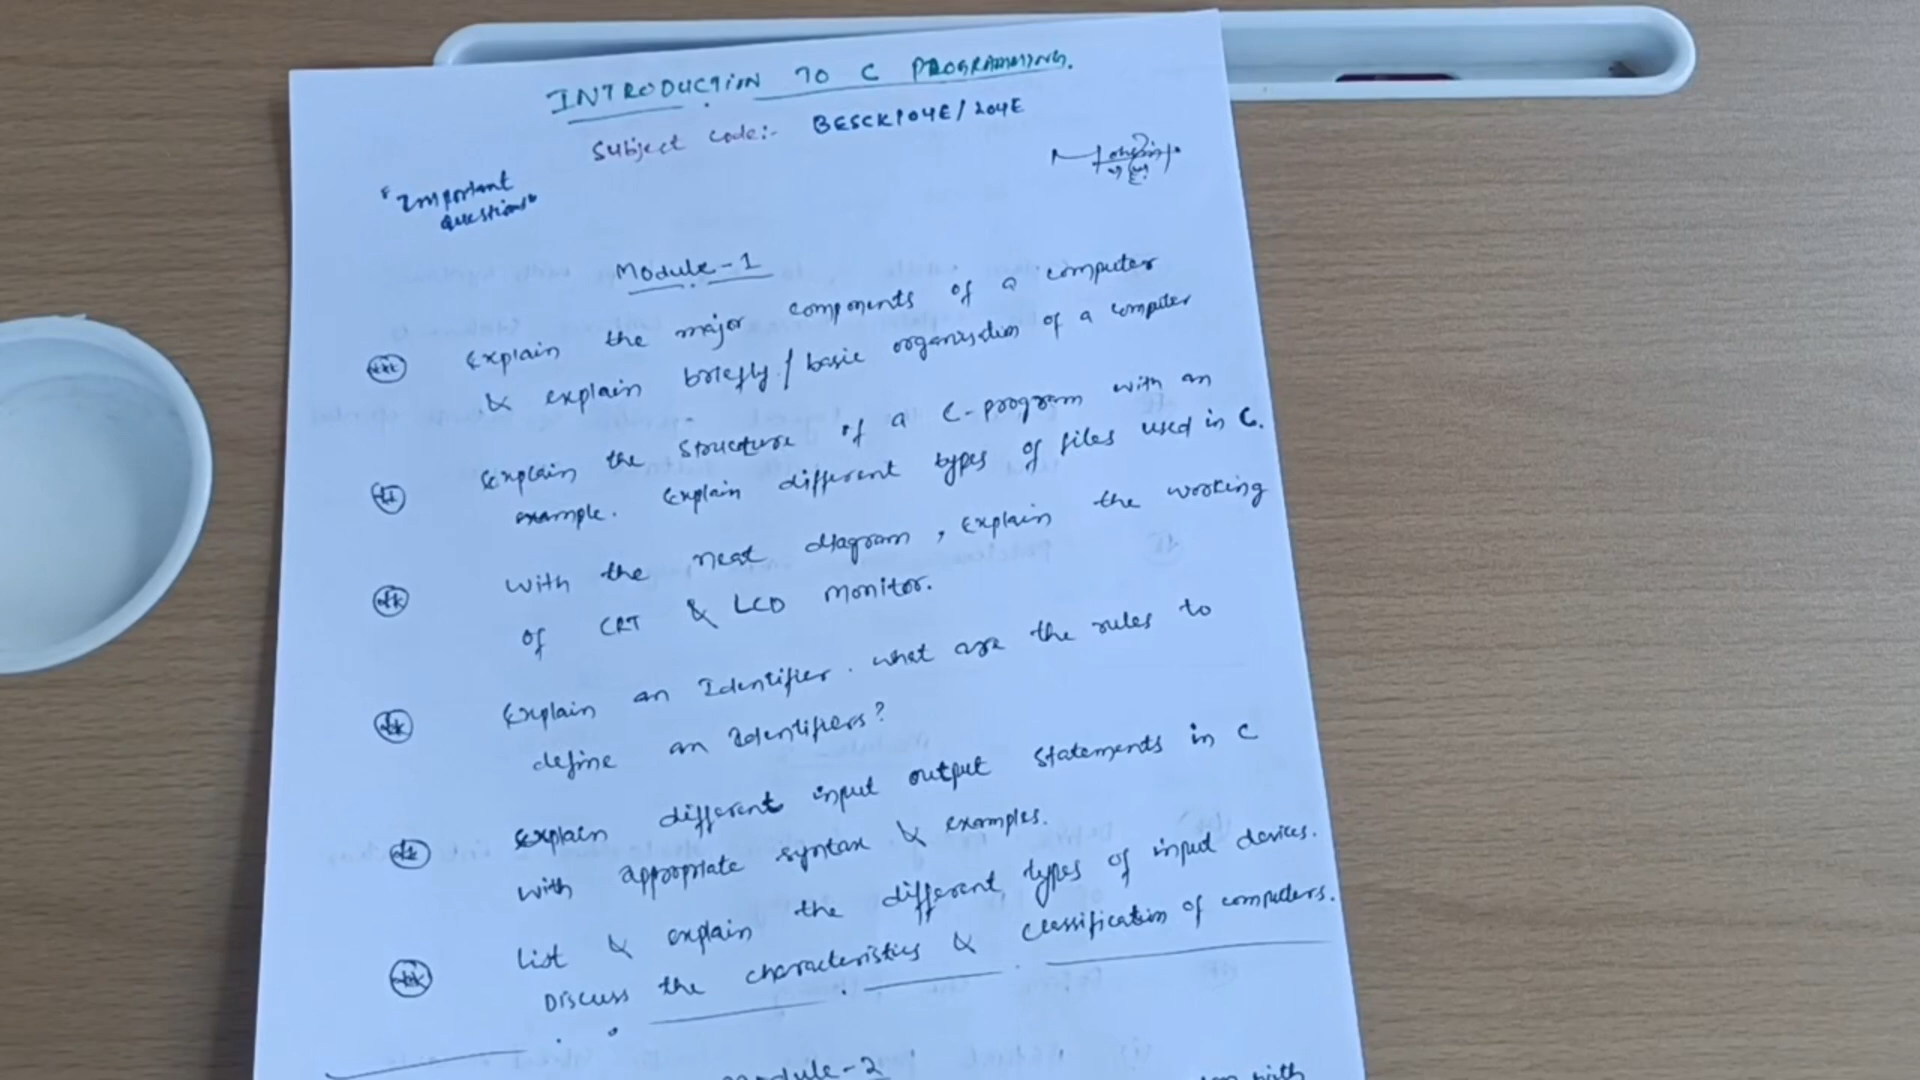 INTRODUCTION TO C PROGRAMMING.
Subject Code:- BESCK104E/204E
"Important
Questions"
Module-1
Explain the major components of a computer
& explain briefly / basic organisation of a computer
Explain the structure of a C-program with an
example. Explain different types of files used in C.
With the neat diagram, Explain the working
of CRT & LCD monitor.
Explain an Identifier. what are the rules to
define an Identifiers?
Explain different input output statements in C
with appropriate syntax & examples.
List & explain the different types of input devices.
Discuss the characteristics & classification of computers.
Module-2
with